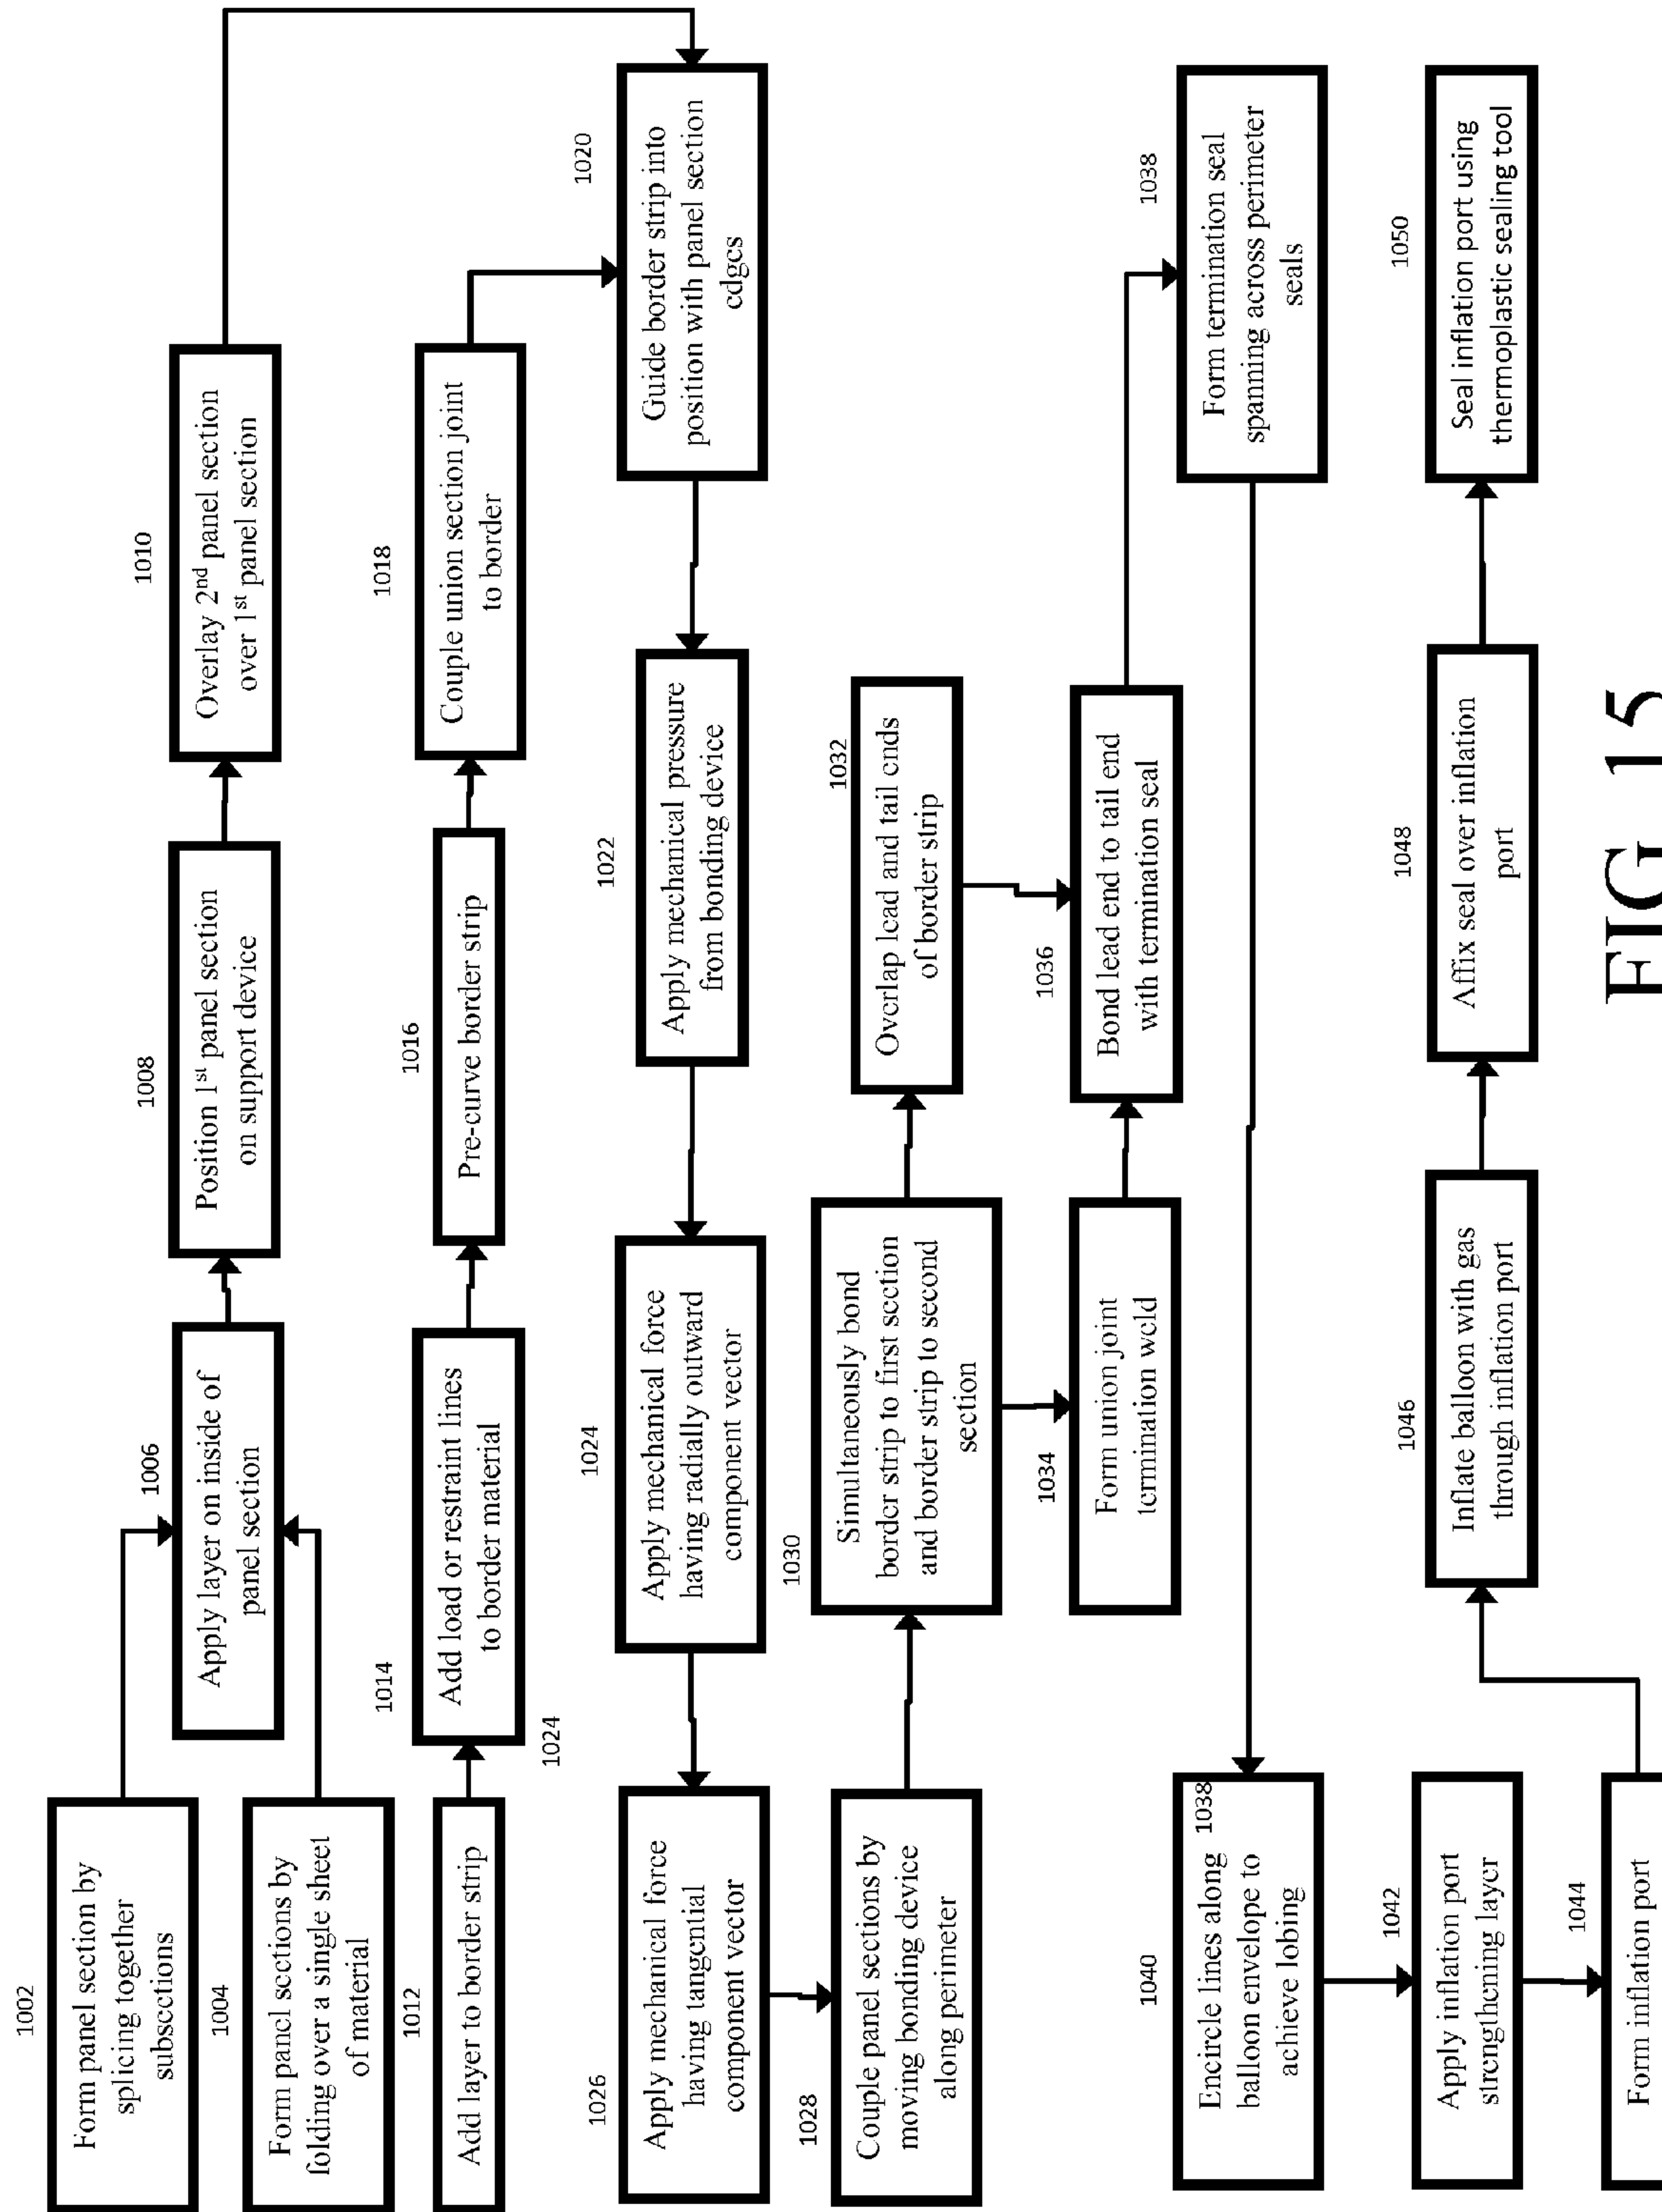 1002
Form panel section by
splicing together
subsections
1004
Form panel sections by
folding over a single sheet
of material
1006
Apply layer on inside of
panel section
1008
Position 1st panel section
on support device
1010
Overlay 2nd panel section
over 1st panel section
1012
Add layer to border strip
1014
Add load or restraint lines
to border material
1024
1016
Pre-curve border strip
1018
Couple union section joint
to border
1020
Guide border strip into
position with panel section
edges
1022
Apply mechanical pressure
from bonding device
1024
Apply mechanical force
having radially outward
component vector
1026
Apply mechanical force
having tangential
component vector
1028
Couple panel sections by
moving bonding device
along perimeter
1030
Simultaneously bond
border strip to first section
and border strip to second
section
1032
Overlap lead and tail ends
of border strip
1034
Form union joint
termination weld
1036
Bond lead end to tail end
with termination seal
1038
Form termination seal
spanning across perimeter
seals
1040
1038
Encircle lines along
balloon envelope to
achieve lobing
1042
Apply inflation port
strengthening layer
1044
Form inflation port
1046
Inflate balloon with gas
through inflation port
1048
Affix seal over inflation
port
1050
Seal inflation port using
thermoplastic sealing tool
FIG 15